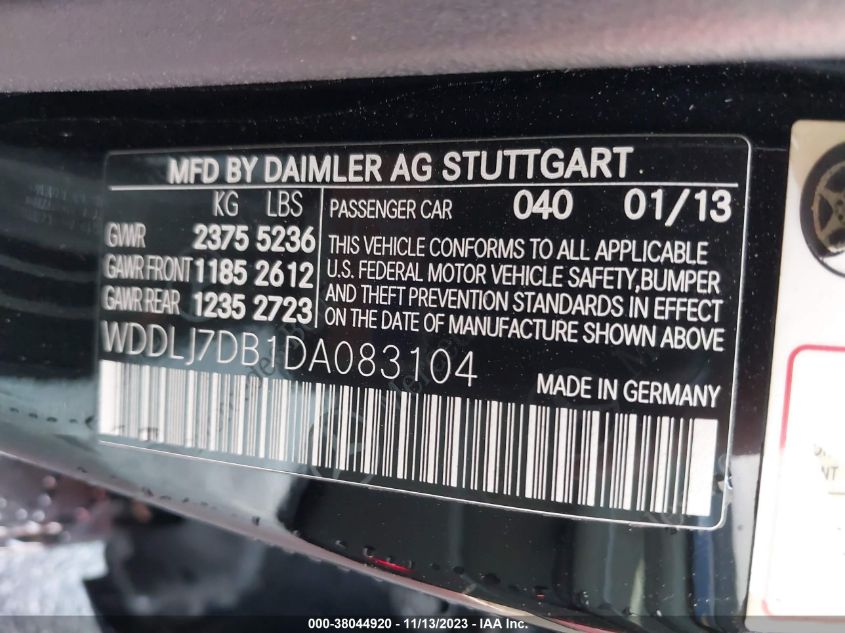 MFD BY DAIMLER AG STUTTGART
KG LBS
GVWR 2375 5236
GAWR FRONT 1185 2612
GAWR REAR 1235 2723
PASSENGER CAR 040 01/13
THIS VEHICLE CONFORMS TO ALL APPLICABLE
U.S. FEDERAL MOTOR VEHICLE SAFETY,BUMPER
AND THEFT PREVENTION STANDARDS IN EFFECT
ON THE DATE OF MANUFACTURE SHOWN ABOVE
WDDLJ7DB1DA083104
MADE IN GERMANY
000-38044920 - 11/13/2023 - IAA Inc.